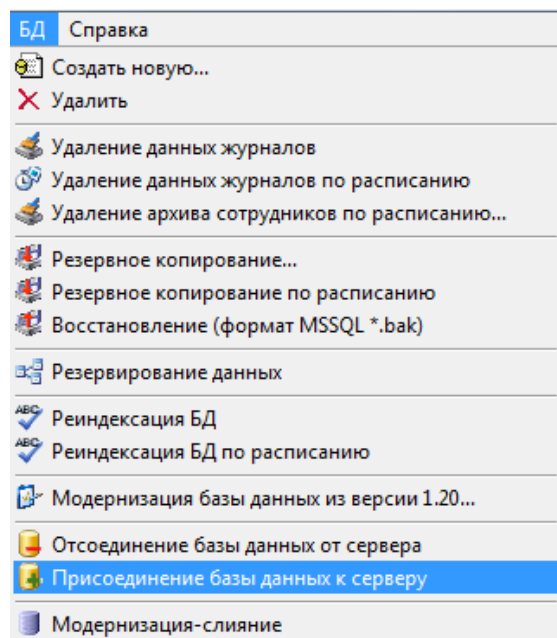 БД Справка
Создать новую...
Удалить
Удаление данных журналов
Удаление данных журналов по расписанию
Удаление архива сотрудников по расписанию...
Резервное копирование...
Резервное копирование по расписанию
Восстановление (формат MSSQL *.bak)
Резервирование данных
ABC Реиндексация БД
ABC Реиндексация БД по расписанию
Модернизация базы данных из версии 1.20...
Отсоединение базы данных от сервера
Присоединение базы данных к серверу
Модернизация-слияние